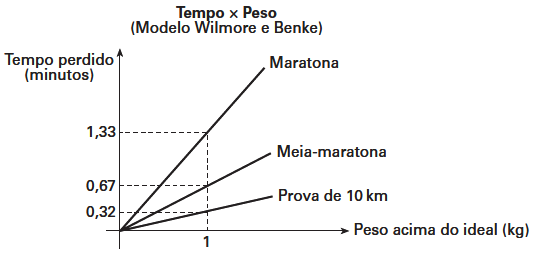 Tempo × Peso
(Modelo Wilmore e Benke)
Tempo perdido
(minutos)
Maratona
1,33
Meia-maratona
0,67
Prova de 10 km
0,32
Peso acima do ideal (kg)
1